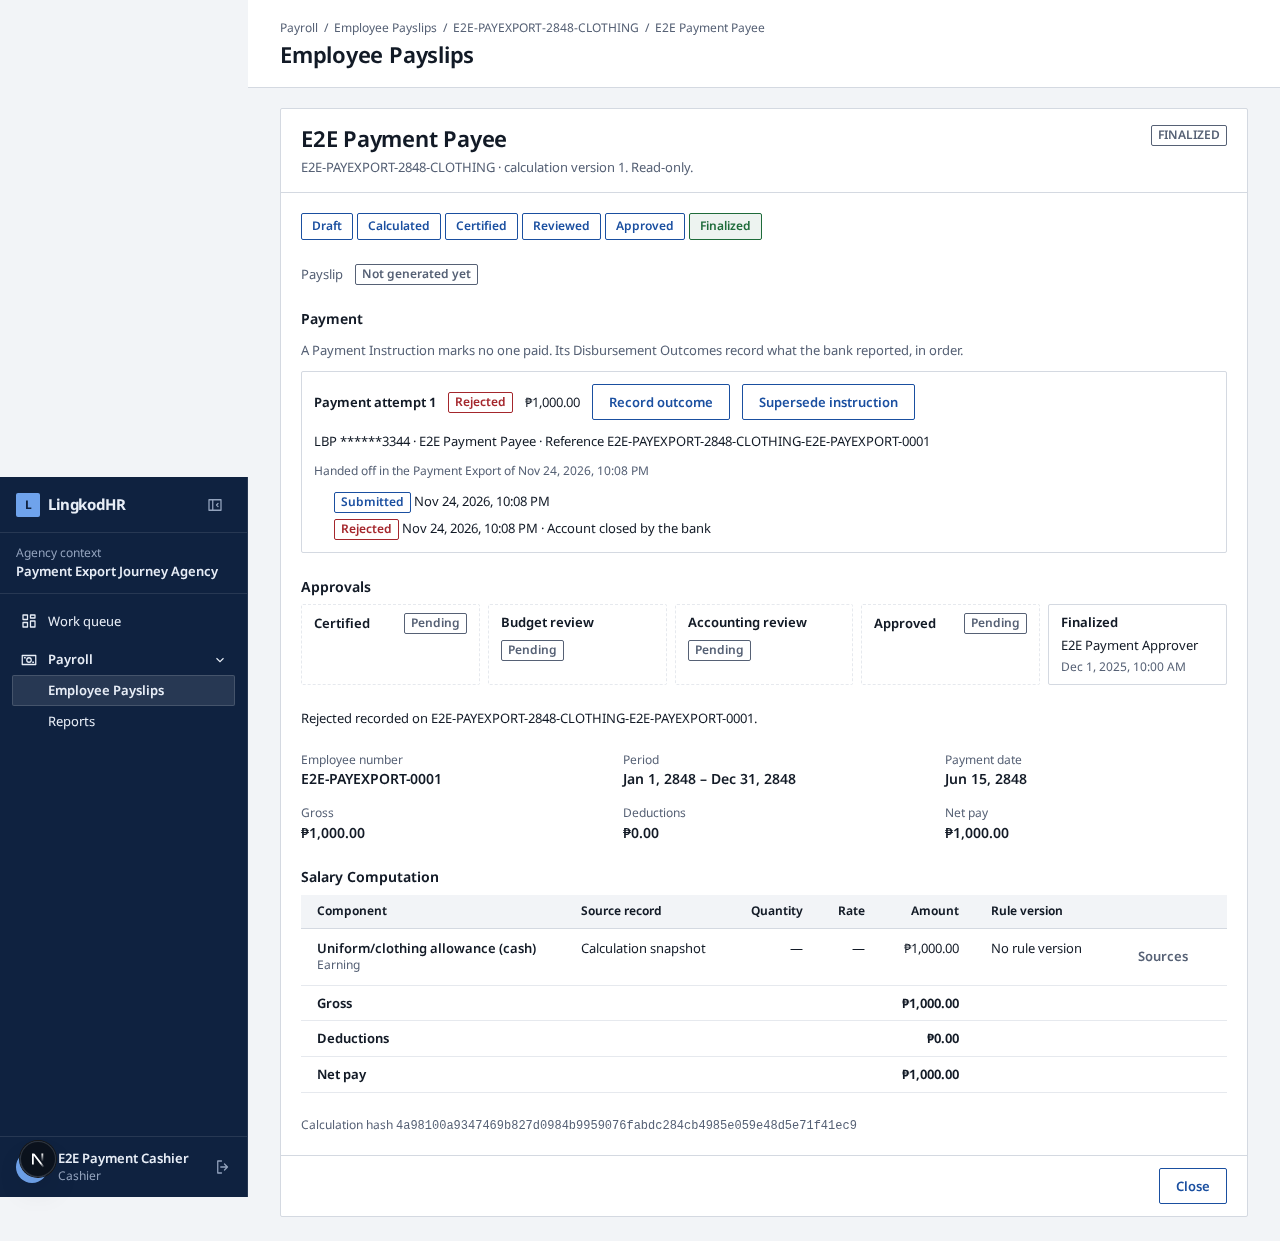 Payroll / Employee Payslips / E2E-PAYEXPORT-2848-CLOTHING / E2E Payment Payee
Employee Payslips
E2E Payment Payee
FINALIZED
E2E-PAYEXPORT-2848-CLOTHING · calculation version 1. Read-only.
Draft Calculated Certified Reviewed Approved Finalized
Payslip Not generated yet
Payment
A Payment Instruction marks no one paid. Its Disbursement Outcomes record what the bank reported, in order.
Payment attempt 1 Rejected ₱1,000.00 Record outcome Supersede instruction
LBP ******3344 · E2E Payment Payee · Reference E2E-PAYEXPORT-2848-CLOTHING-E2E-PAYEXPORT-0001
Handed off in the Payment Export of Nov 24, 2026, 10:08 PM
Submitted Nov 24, 2026, 10:08 PM
Rejected Nov 24, 2026, 10:08 PM · Account closed by the bank
Approvals
Certified Pending
Budget review
Pending
Accounting review
Pending
Approved Pending
Finalized
E2E Payment Approver
Dec 1, 2025, 10:00 AM
Rejected recorded on E2E-PAYEXPORT-2848-CLOTHING-E2E-PAYEXPORT-0001.
Employee number Period Payment date
E2E-PAYEXPORT-0001 Jan 1, 2848 – Dec 31, 2848 Jun 15, 2848
Gross Deductions Net pay
₱1,000.00 ₱0.00 ₱1,000.00
Salary Computation
Component Source record Quantity Rate Amount Rule version
Uniform/clothing allowance (cash) Calculation snapshot — — ₱1,000.00 No rule version Sources
Earning
Gross ₱1,000.00
Deductions ₱0.00
Net pay ₱1,000.00
Calculation hash 4a98100a9347469b827d0984b9959076fabdc284cb4985e059e48d5e71f41ec9
Close
L LingkodHR
Agency context
Payment Export Journey Agency
Work queue
Payroll
Employee Payslips
Reports
N
E2E Payment Cashier
Cashier